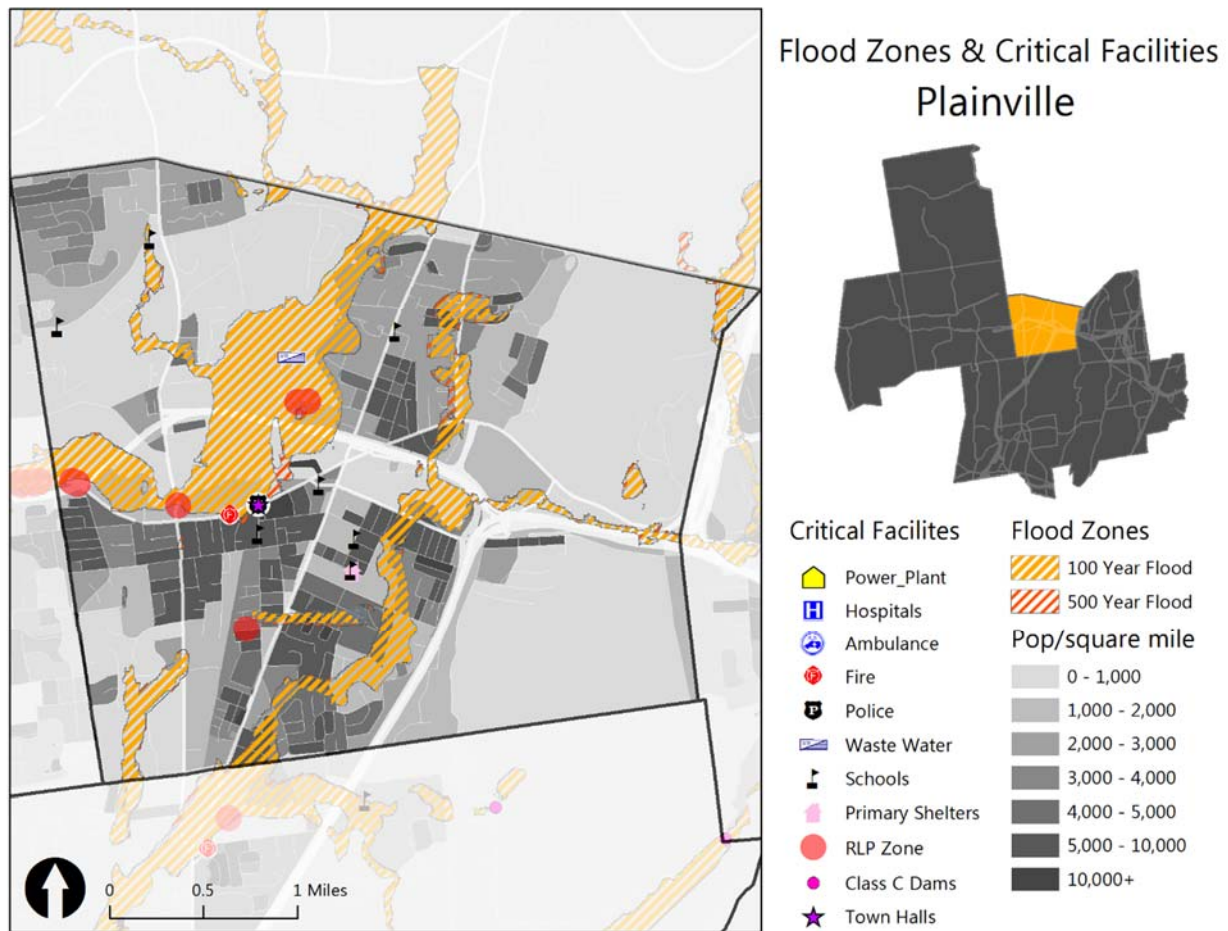 Flood Zones & Critical Facilities
Plainville
Critical Facilites
Power_Plant
Hospitals
Ambulance
Fire
Police
Waste Water
Schools
Primary Shelters
RLP Zone
Class C Dams
Town Halls
Flood Zones
100 Year Flood
500 Year Flood
Pop/square mile
0 - 1,000
1,000 - 2,000
2,000 - 3,000
3,000 - 4,000
4,000 - 5,000
5,000 - 10,000
10,000+
0 0.5 1 Miles